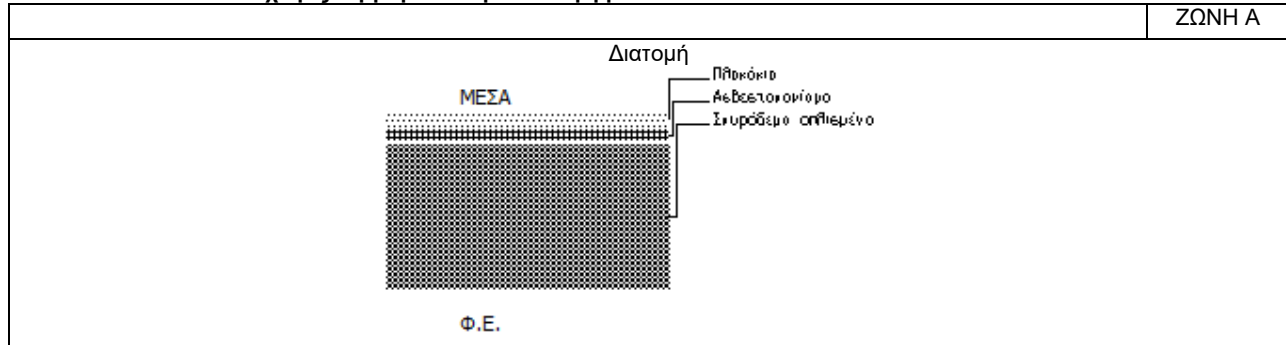 ΖΩΝΗ Α
Διατομή
Πλακάκια
ΜΕΣΑ
Ασβεστοκονίαμα
Σκυρόδεμα οπλισμένο
Φ.Ε.